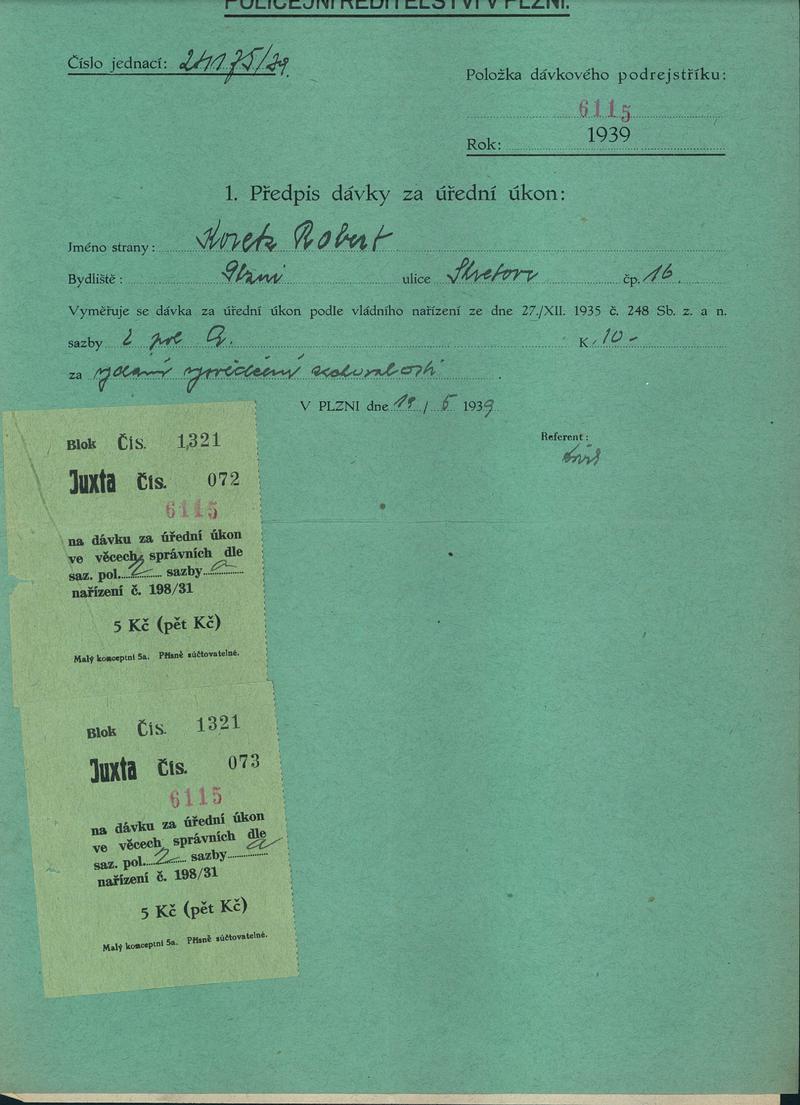 POLICEJNÍ ŘEDITELSTVÍ V PLZNI.
Číslo jednací: 24175/39
Položka dávkového podrejstříku:
6115
Rok: 1939
1. Předpis dávky za úřední úkon:
Jméno strany: Koretz Robert
Bydliště: Plzni ulice čp. 16.
Vyměřuje se dávka za úřední úkon podle vládního nařízení ze dne 27./XII. 1935 č. 248 Sb. z. a n.
sazby 2 pol a. K 10-
za vydání vysvědčení zachovalosti
V PLZNI dne 19/5 1939
Referent:
Blok Čís. 1321
Juxta Čís. 072
6115
na dávku za úřední úkon
ve věcech správních dle
saz. pol. 2 sazby a
nařízení č. 198/31
5 Kč (pět Kč)
Malý konceptní 5a. Přísně súčtovatelné.
Blok Čís. 1321
Juxta Čís. 073
6115
na dávku za úřední úkon
ve věcech správních dle
saz. pol. 2 sazby a
nařízení č. 198/31
5 Kč (pět Kč)
Malý konceptní 5a. Přísně súčtovatelné.